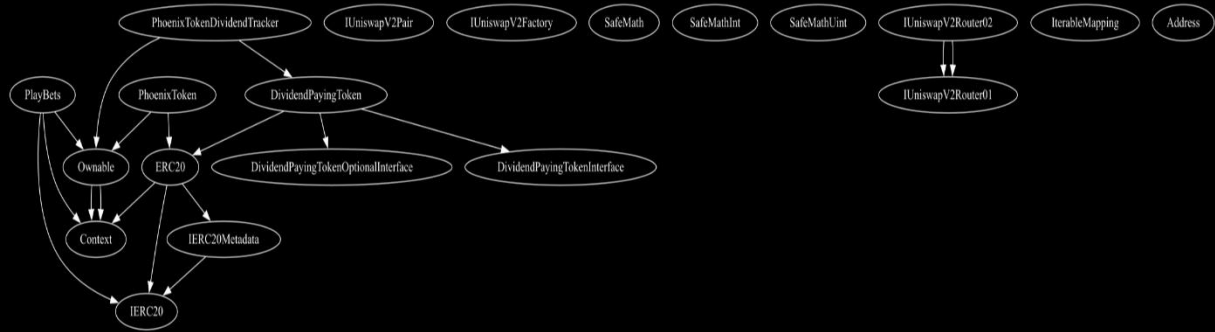 PhoenixTokenDividendTracker
IUniswapV2Pair
IUniswapV2Factory
SafeMath
SafeMathInt
SafeMathUint
IUniswapV2Router02
IterableMapping
Address
PlayBets
PhoenixToken
DividendPayingToken
IUniswapV2Router01
Ownable
ERC20
DividendPayingTokenOptionalInterface
DividendPayingTokenInterface
Context
IERC20Metadata
IERC20